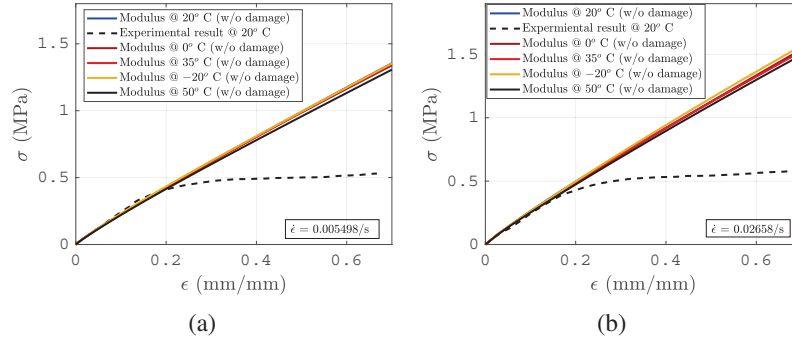 1.5
1
0.5
0
σ (MPa)
Modulus @ 20° C (w/o damage)
Experimental result @ 20° C
Modulus @ 0° C (w/o damage)
Modulus @ 35° C (w/o damage)
Modulus @ −20° C (w/o damage)
Modulus @ 50° C (w/o damage)
ϵ̇ = 0.005498/s
0 0.2 0.4 0.6
ϵ (mm/mm)
(a)
1.5
1
0.5
0
σ (MPa)
Modulus @ 20° C (w/o damage)
Expermiental result @ 20° C
Modulus @ 0° C (w/o damage)
Modulus @ 35° C (w/o damage)
Modulus @ −20° C (w/o damage)
Modulus @ 50° C (w/o damage)
ϵ̇ = 0.02658/s
0 0.2 0.4 0.6
ϵ (mm/mm)
(b)